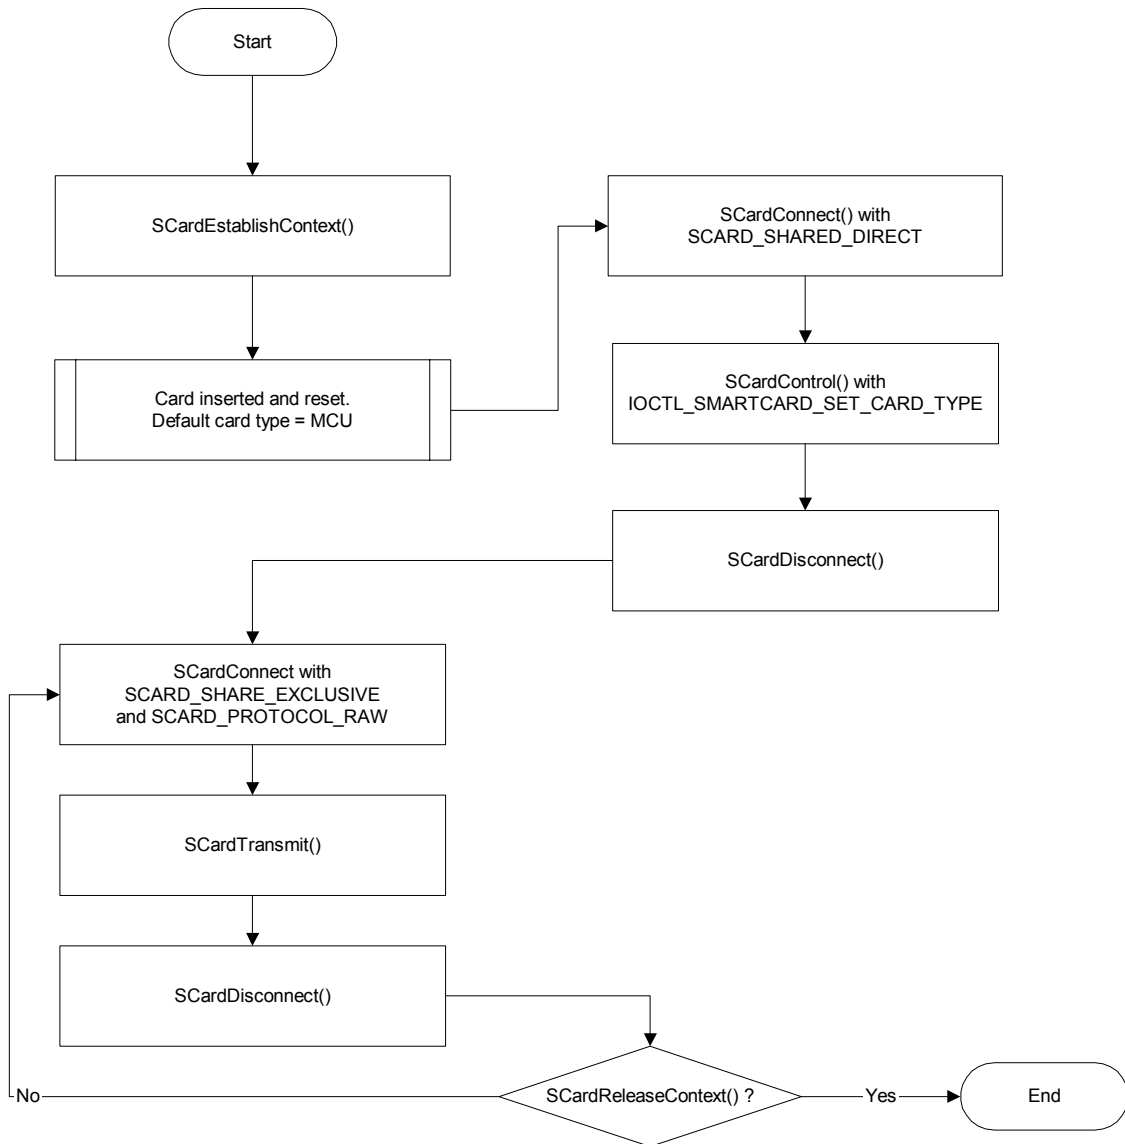 Start
SCardEstablishContext()
Card inserted and reset.
Default card type = MCU
SCardConnect() with
SCARD_SHARED_DIRECT
SCardControl() with
IOCTL_SMARTCARD_SET_CARD_TYPE
SCardDisconnect()
SCardConnect with
SCARD_SHARE_EXCLUSIVE
and SCARD_PROTOCOL_RAW
SCardTransmit()
SCardDisconnect()
SCardReleaseContext() ?
No
Yes
End